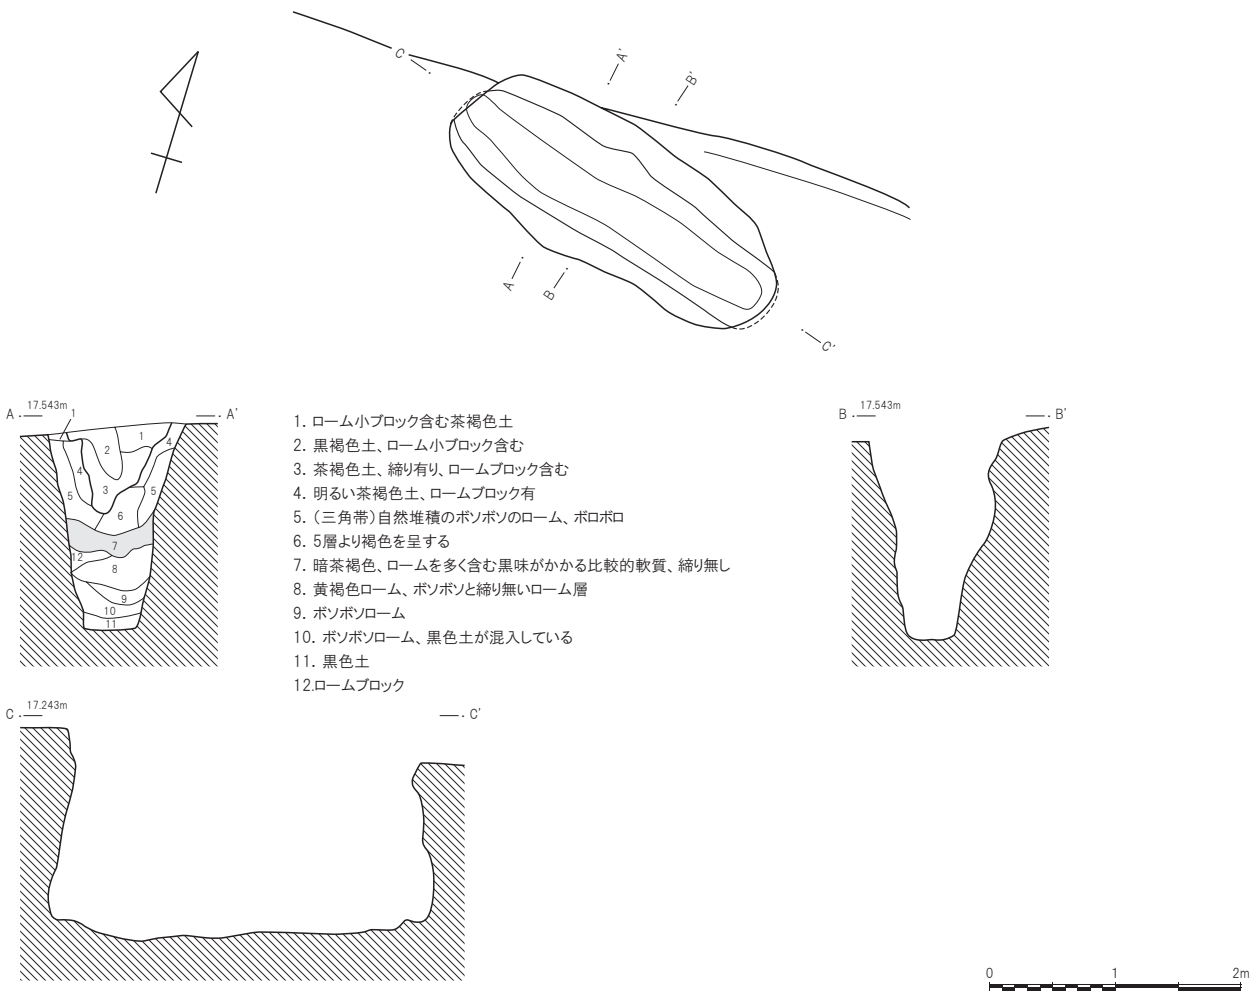 C
A'
B'
A
B
C'
A 17.543m A'
1
1
2
4
4
3
5
5
6
7
12
8
9
10
11
1. ローム小ブロック含む茶褐色土
2. 黒褐色土、ローム小ブロック含む
3. 茶褐色土、締り有り、ロームブロック含む
4. 明るい茶褐色土、ロームブロック有
5. (三角帯)自然堆積のボソボソのローム、ボロボロ
6. 5層より褐色を呈する
7. 暗茶褐色、ロームを多く含む黒味がかかる比較的軟質、締り無し
8. 黄褐色ローム、ボソボソと締り無いローム層
9. ボソボソローム
10. ボソボソローム、黒色土が混入している
11. 黒色土
12.ロームブロック
B 17.543m B'
C 17.243m C'
0 1 2m